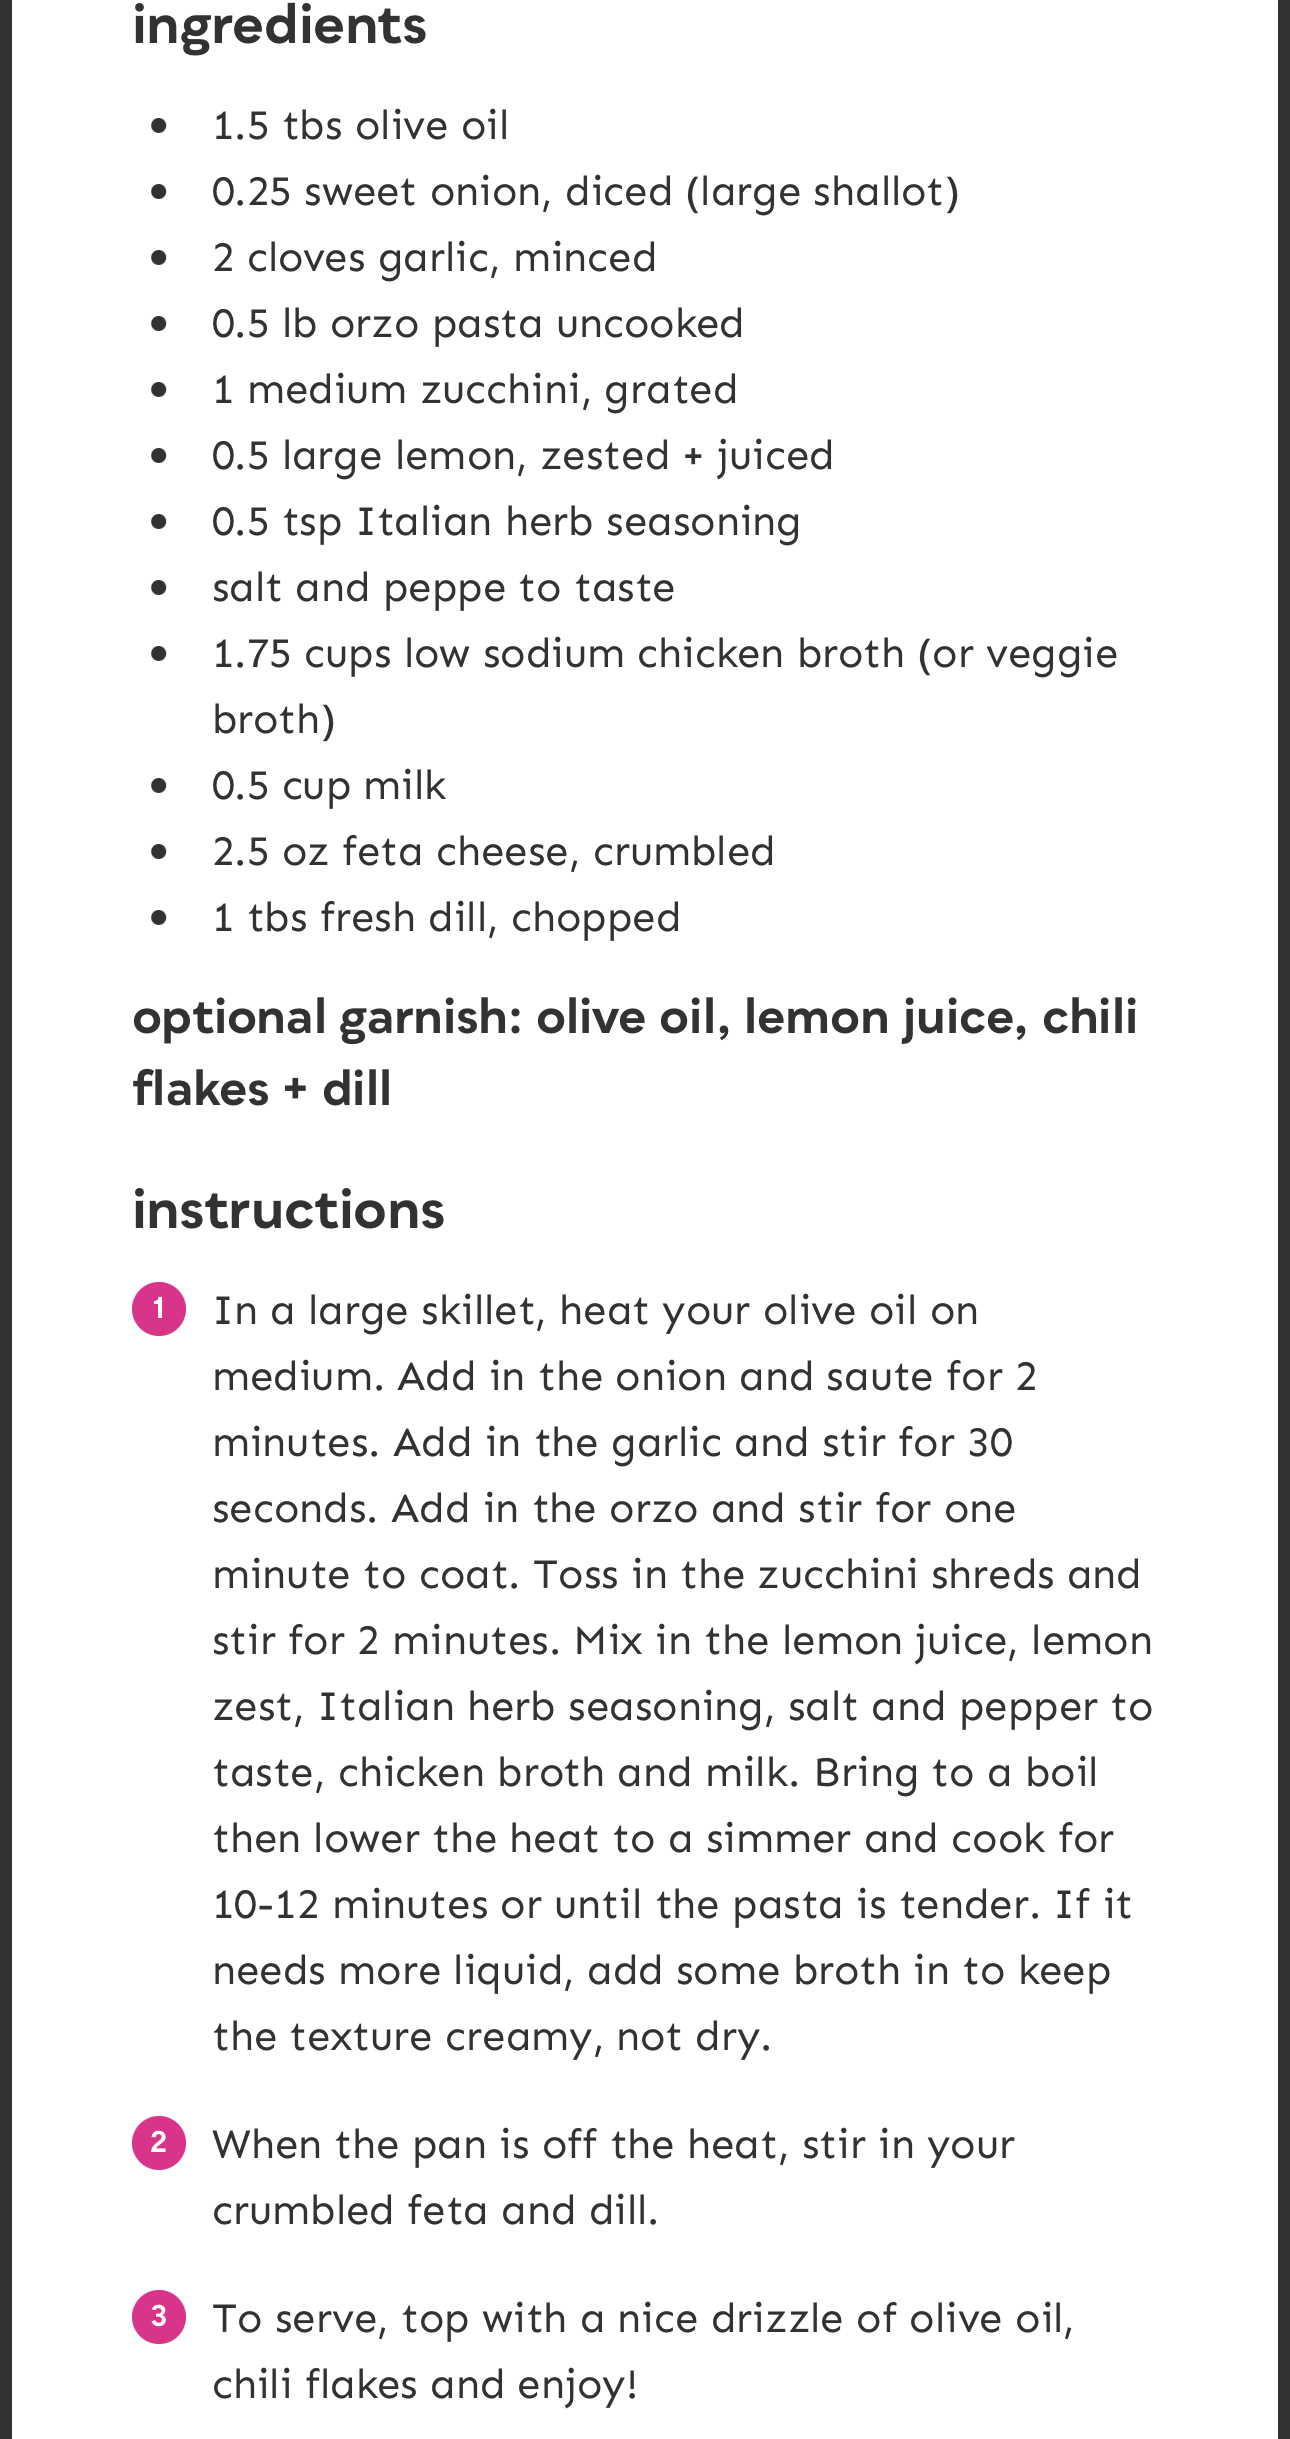 ingredients
1.5 tbs olive oil
0.25 sweet onion, diced (large shallot)
2 cloves garlic, minced
0.5 lb orzo pasta uncooked
1 medium zucchini, grated
0.5 large lemon, zested + juiced
0.5 tsp Italian herb seasoning
salt and peppe to taste
1.75 cups low sodium chicken broth (or veggie
broth)
0.5 cup milk
2.5 oz feta cheese, crumbled
1 tbs fresh dill, chopped
optional garnish: olive oil, lemon juice, chili
flakes + dill
instructions
1 In a large skillet, heat your olive oil on
medium. Add in the onion and saute for 2
minutes. Add in the garlic and stir for 30
seconds. Add in the orzo and stir for one
minute to coat. Toss in the zucchini shreds and
stir for 2 minutes. Mix in the lemon juice, lemon
zest, Italian herb seasoning, salt and pepper to
taste, chicken broth and milk. Bring to a boil
then lower the heat to a simmer and cook for
10-12 minutes or until the pasta is tender. If it
needs more liquid, add some broth in to keep
the texture creamy, not dry.
2 When the pan is off the heat, stir in your
crumbled feta and dill.
3 To serve, top with a nice drizzle of olive oil,
chili flakes and enjoy!